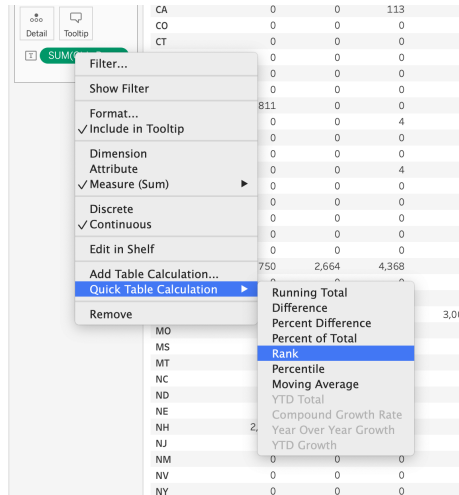 Detail Tooltip
T SUM(
Filter...
Show Filter
Format...
✓Include in Tooltip
Dimension
Attribute
✓Measure (Sum) ▶
Discrete
✓Continuous
Edit in Shelf
Add Table Calculation...
Quick Table Calculation ▶
Remove
Running Total
Difference
Percent Difference
Percent of Total
Rank
Percentile
Moving Average
YTD Total
Compound Growth Rate
Year Over Year Growth
YTD Growth
CA 0 0 113
CO 0 0 0
CT 0 0 0
0 0 0
0 0 0
0 0 0
811 0 0
0 0 4
0 0 0
0 0 0
0 0 4
0 0 0
0 0 0
0 0 0
0 0 0
0 0 0
750 2,664 4,368
MO
MS
MT
NC
ND
NE
NH 2,
NJ
NM 0 0 0
NV 0 0 0
NY 0 0 0